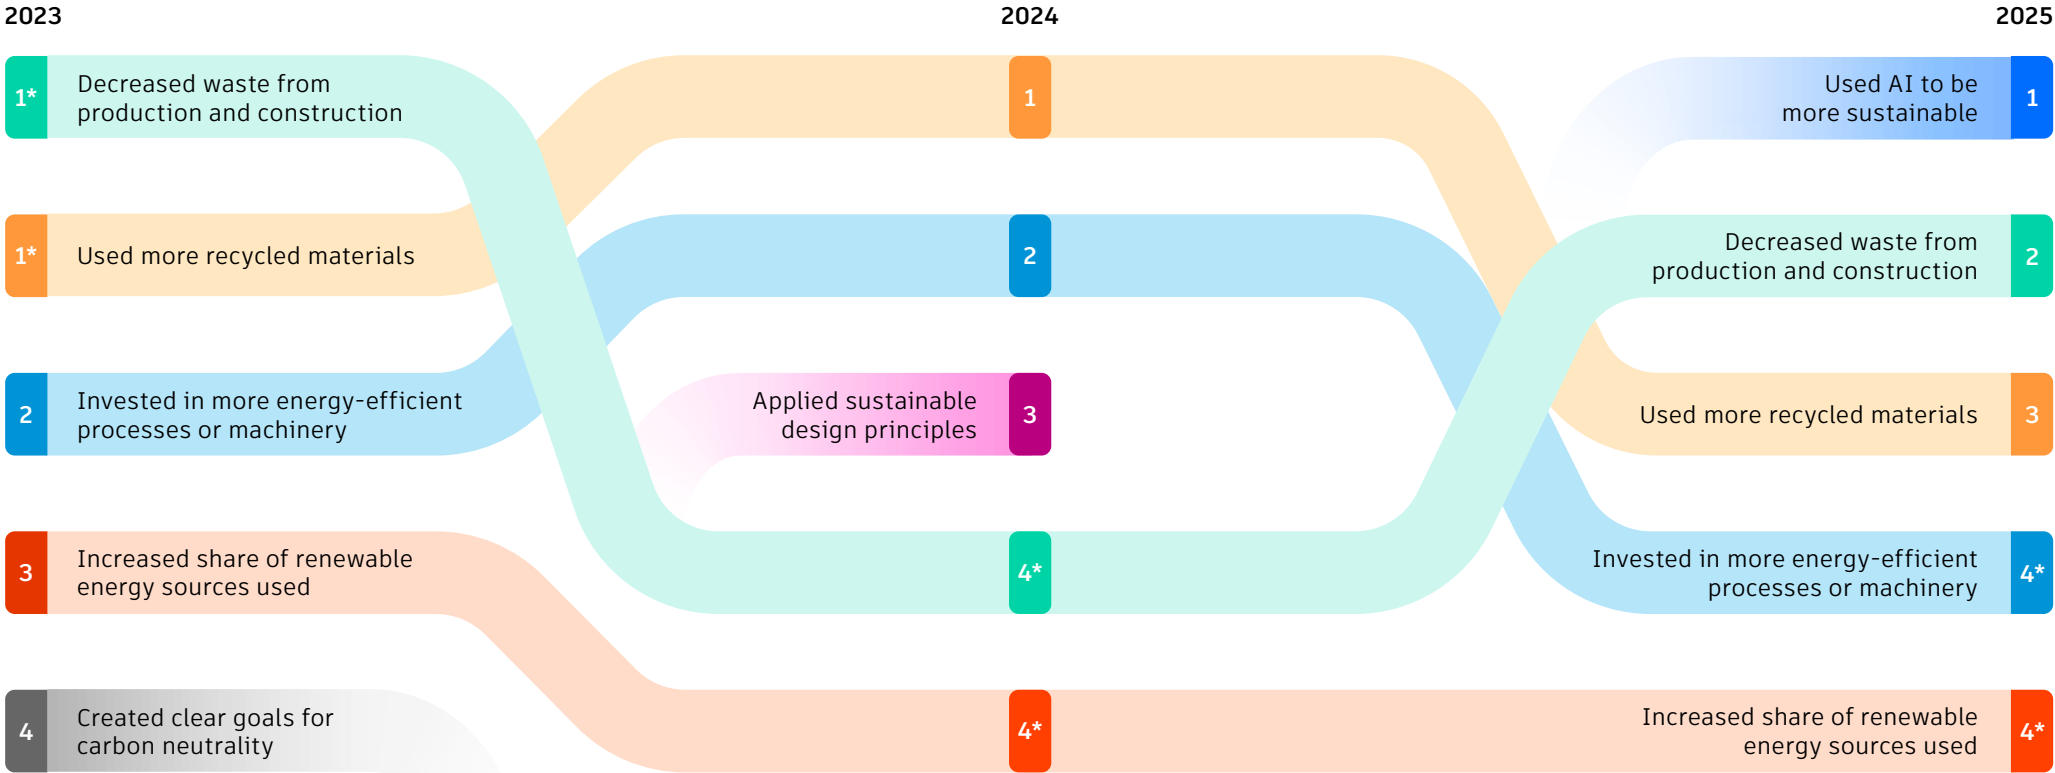 2023
2024
2025
1*
Decreased waste from
production and construction
1
Used AI to be
more sustainable
1
1*
Used more recycled materials
2
Decreased waste from
production and construction
2
2
Invested in more energy-efficient
processes or machinery
Applied sustainable
design principles
3
Used more recycled materials
3
3
Increased share of renewable
energy sources used
4*
Invested in more energy-efficient
processes or machinery
4*
4
Created clear goals for
carbon neutrality
4*
Increased share of renewable
energy sources used
4*